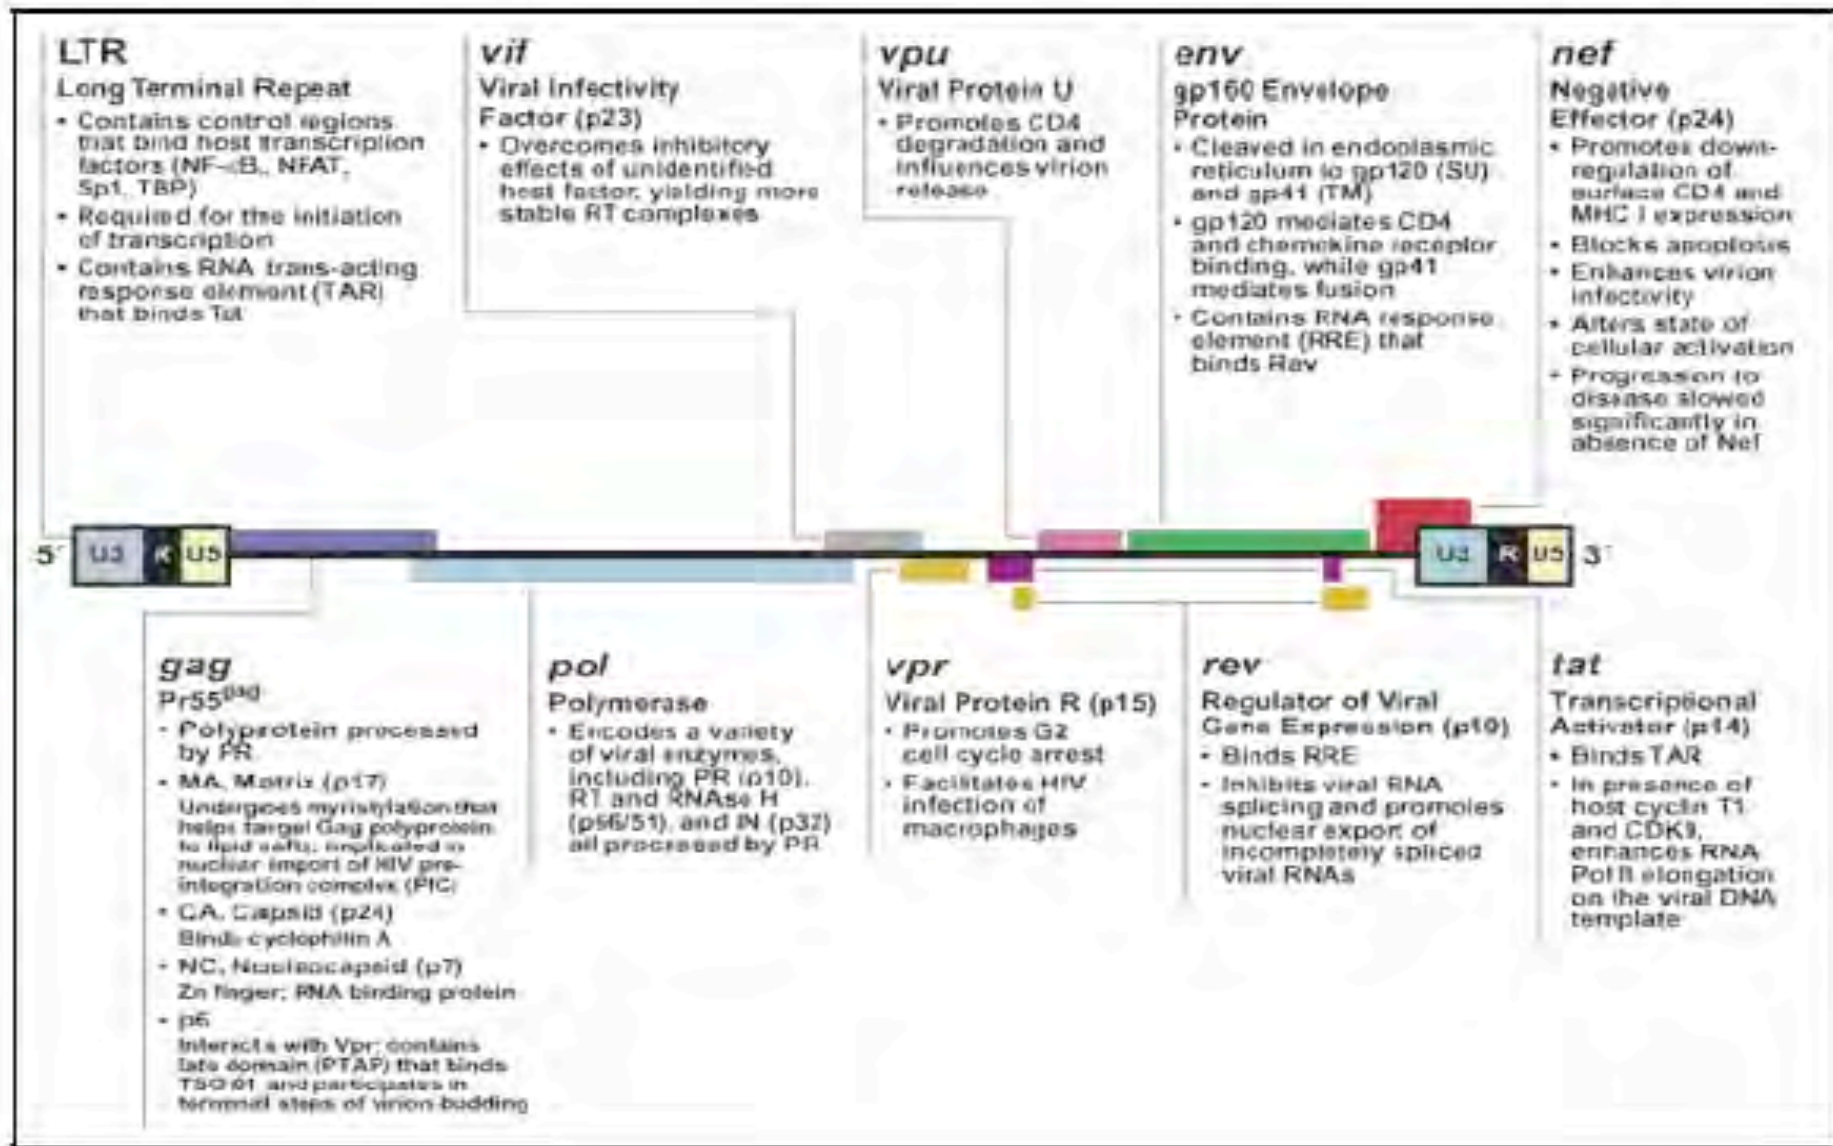 LTR
Long Terminal Repeat
• Contains control regions
that bind host transcription
factors (NF-κB, NFAT,
Sp1, TBP)
• Required for the initiation
of transcription
• Contains RNA trans-acting
response element (TAR)
that binds Tat
vif
Viral Infectivity
Factor (p23)
• Overcomes inhibitory
effects of unidentified
host factor, yielding more
stable RT complexes
vpu
Viral Protein U
• Promotes CD4
degradation and
influences virion
release
env
gp160 Envelope
Protein
• Cleaved in endoplasmic
reticulum to gp120 (SU)
and gp41 (TM)
• gp120 mediates CD4
and chemokine receptor
binding, while gp41
mediates fusion
• Contains RNA response
element (RRE) that
binds Rev
nef
Negative
Effector (p24)
• Promotes down-
regulation of
surface CD4 and
MHC I expression
• Blocks apoptosis
• Enhances virion
infectivity
• Alters state of
cellular activation
• Progression to
disease slowed
significantly in
absence of Nef
5´ U3 R U5
U3 R U5 3´
gag
Pr55gag
• Polyprotein processed
by PR
• MA, Matrix (p17)
Undergoes myristylation that
helps target Gag polyprotein
to lipid rafts, implicated in
nuclear import of HIV pre-
integration complex (PIC)
• CA, Capsid (p24)
Binds cyclophilin A
• NC, Nucleocapsid (p7)
Zn finger; RNA binding protein
• p6
Interacts with Vpr; contains
late domain (PTAP) that binds
and participates in
terminal steps of virion budding
pol
Polymerase
• Encodes a variety
of viral enzymes,
including PR (p10),
RT and RNAse H
(p66/51), and IN (p32)
all processed by PR
vpr
Viral Protein R (p15)
• Promotes G2
cell cycle arrest
• Facilitates HIV
infection of
macrophages
rev
Regulator of Viral
Gene Expression (p19)
• Binds RRE
• Inhibits viral RNA
splicing and promotes
nuclear export of
incompletely spliced
viral RNAs
tat
Transcriptional
Activator (p14)
• Binds TAR
• In presence of
host cyclin T1
and CDK9,
enhances RNA
Pol II elongation
on the viral DNA
template